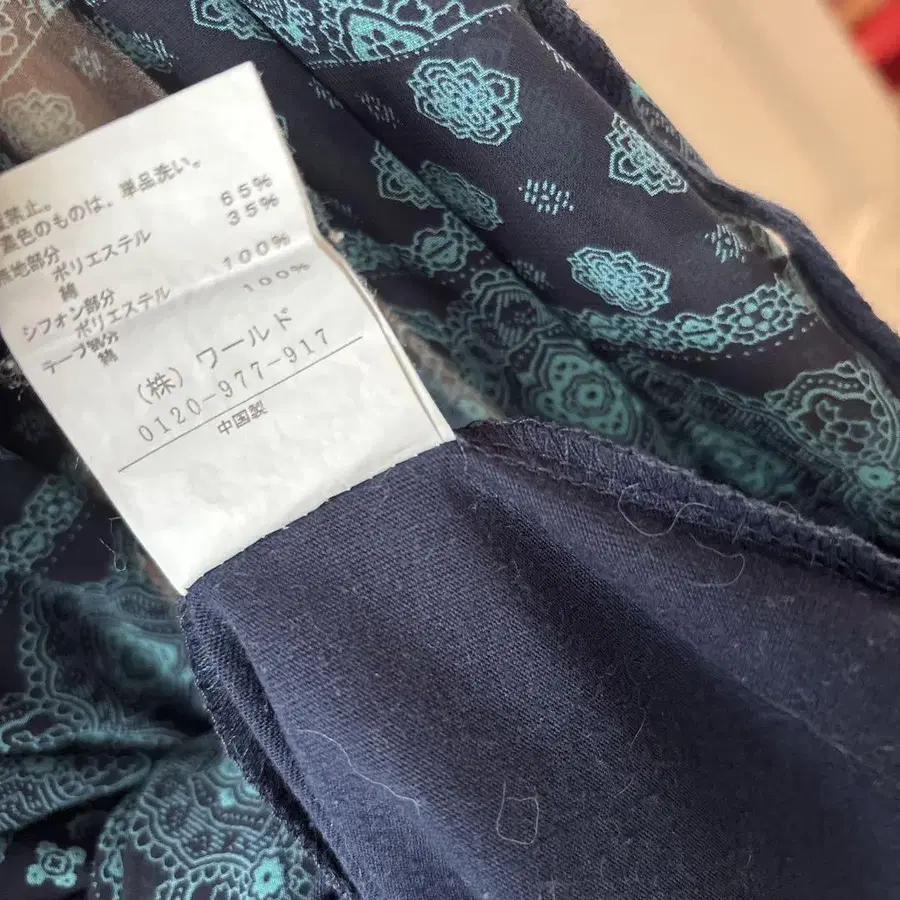 禁止。
色のものは、単品洗い。
無地部分
ポリエステル 65%
綿 35%
シフォン部分
ポリエステル 100%
テープ部分
綿 100%
(株) ワールド
0120-977-917
中国製